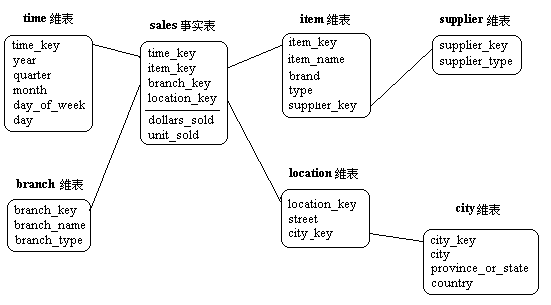 time 维表
time_key
year
quarter
month
day_of_week
day
sales 事实表
time_key
item_key
branch_key
location_key
dollars_sold
unit_sold
item 维表
item_key
item_name
brand
type
supplier_key
supplier 维表
supplier_key
supplier_type
branch 维表
branch_key
branch_name
branch_type
location 维表
location_key
street
city_key
city 维表
city_key
city
province_or_state
country